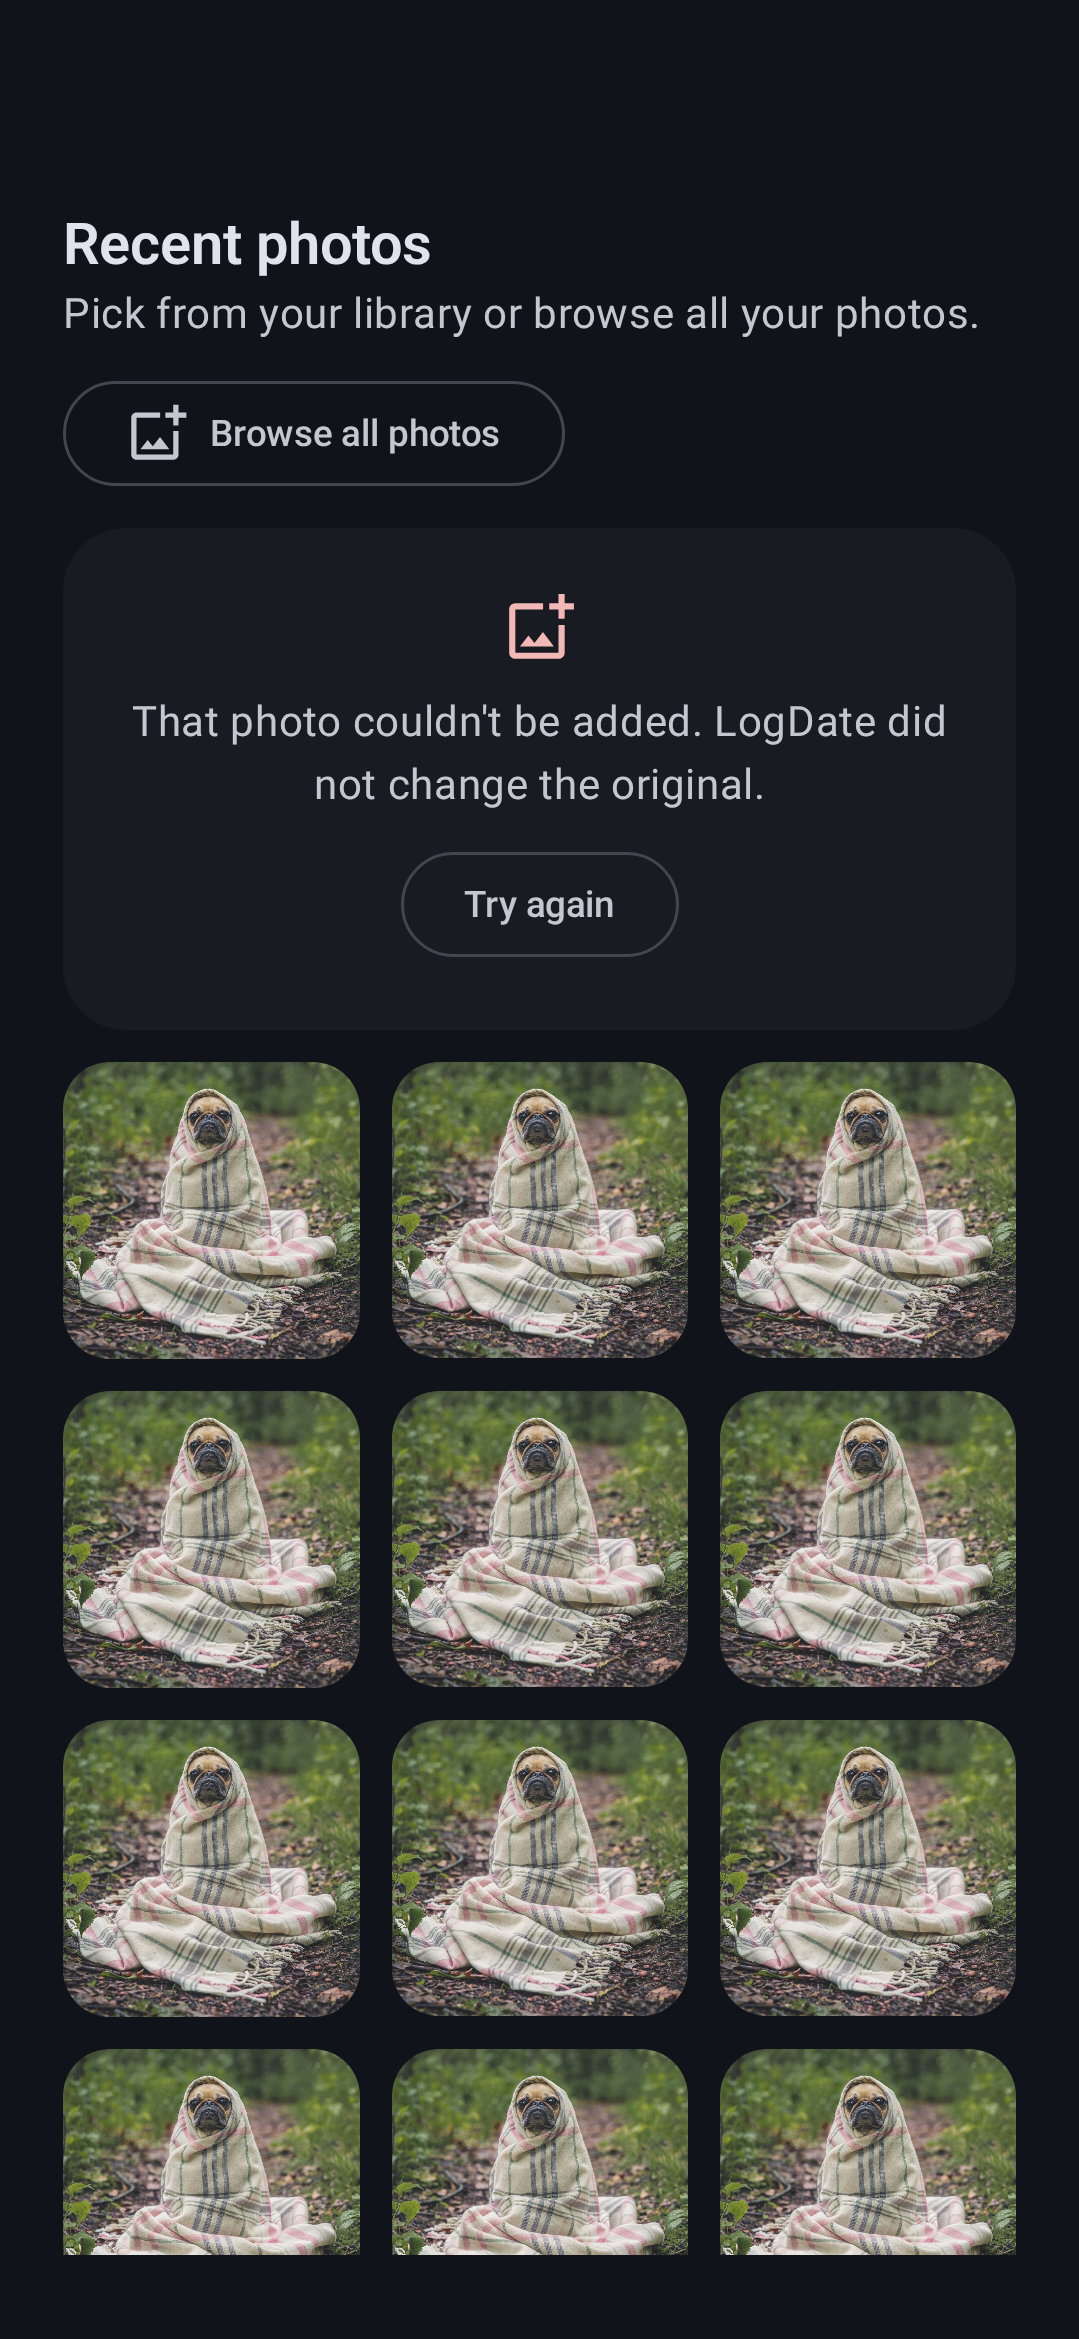 Recent photos
Pick from your library or browse all your photos.
Browse all photos
That photo couldn't be added. LogDate did
not change the original.
Try again